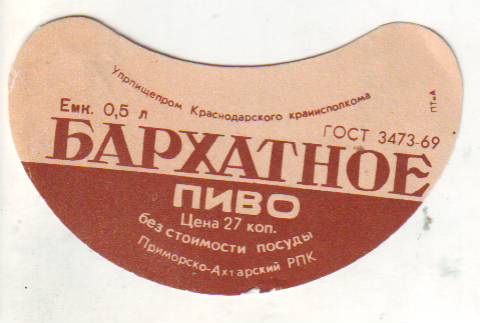 Упрпищепром Краснодарского крайисполкома
Емк. 0,5 л
ГОСТ 3473-69
ПТ-А
БАРХАТНОЕ
ПИВО
Цена 27 коп.
без стоимости посуды
Приморско-Ахтарский РПК